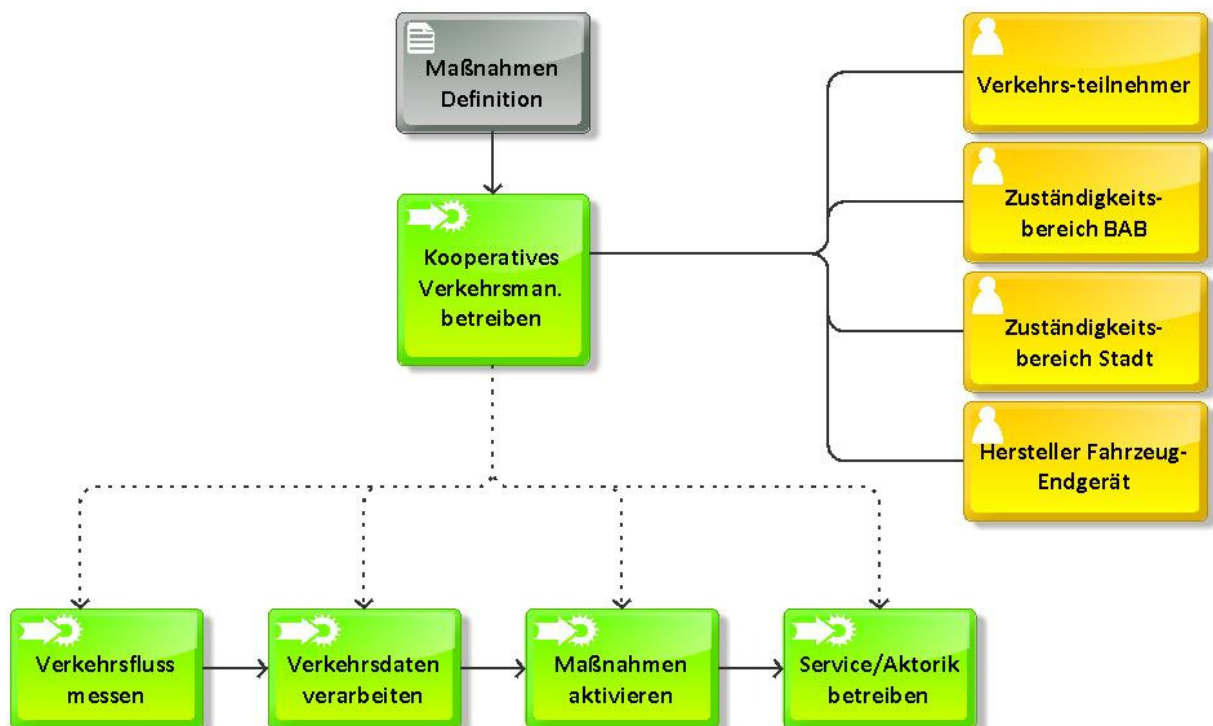 Maßnahmen
Definition
Verkehrs-teilnehmer
Zuständigkeits-
bereich BAB
Kooperatives
Verkehrsman.
betreiben
Zuständigkeits-
bereich Stadt
Hersteller Fahrzeug-
Endgerät
Verkehrsfluss
messen
Verkehrsdaten
verarbeiten
Maßnahmen
aktivieren
Service/Aktorik
betreiben